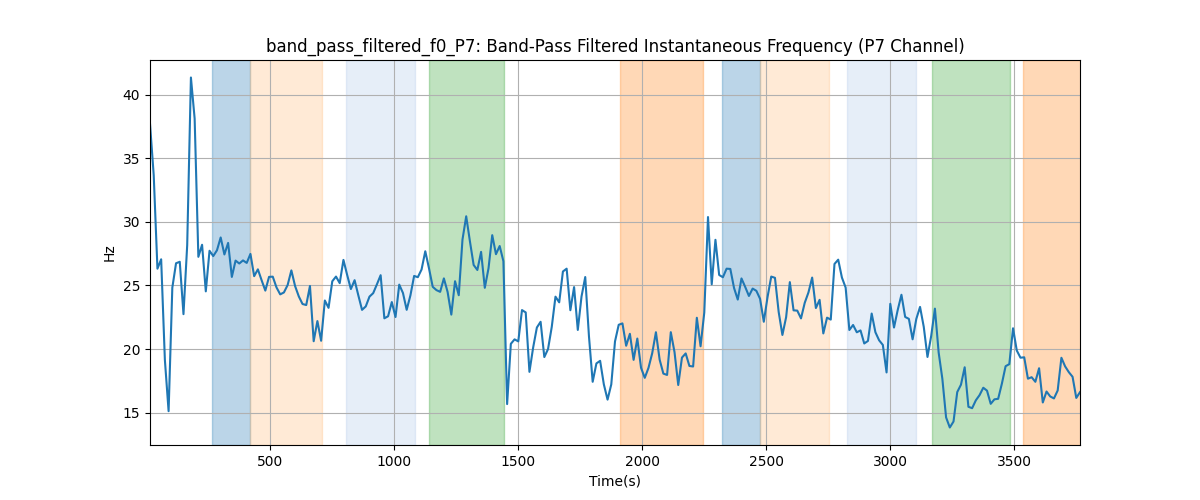 band_pass_filtered_f0_P7: Band-Pass Filtered Instantaneous Frequency (P7 Channel)
40
35
30
25
20
15
Hz
500 1000 1500 2000 2500 3000 3500
Time(s)